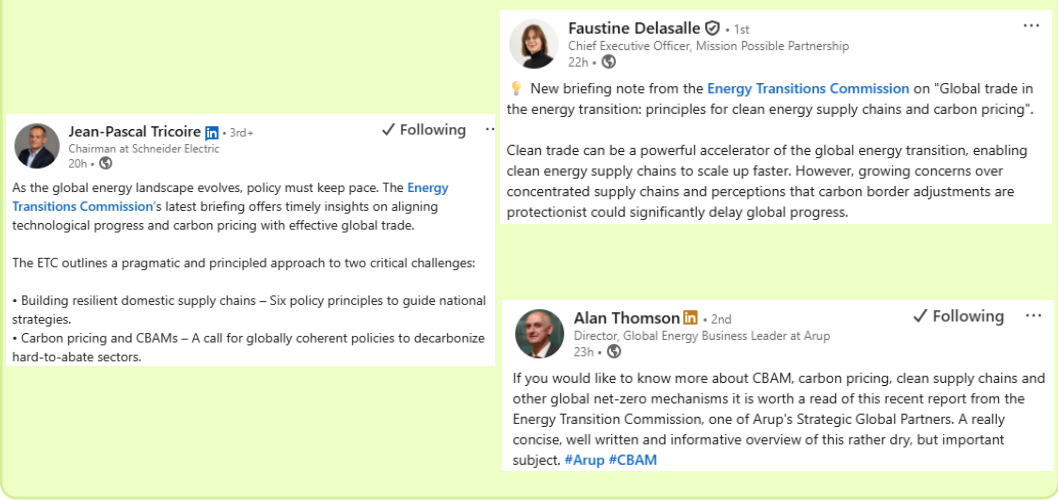 Jean-Pascal Tricoire in • 3rd+
✓ Following ··
Chairman at Schneider Electric
20h •
As the global energy landscape evolves, policy must keep pace. The Energy
Transitions Commission's latest briefing offers timely insights on aligning
technological progress and carbon pricing with effective global trade.
The ETC outlines a pragmatic and principled approach to two critical challenges:
• Building resilient domestic supply chains – Six policy principles to guide national
strategies.
• Carbon pricing and CBAMs – A call for globally coherent policies to decarbonize
hard-to-abate sectors.
Faustine Delasalle • 1st
···
Chief Executive Officer, Mission Possible Partnership
22h •
💡 New briefing note from the Energy Transitions Commission on "Global trade in
the energy transition: principles for clean energy supply chains and carbon pricing".
Clean trade can be a powerful accelerator of the global energy transition, enabling
clean energy supply chains to scale up faster. However, growing concerns over
concentrated supply chains and perceptions that carbon border adjustments are
protectionist could significantly delay global progress.
Alan Thomson in • 2nd
✓ Following ···
Director, Global Energy Business Leader at Arup
23h •
If you would like to know more about CBAM, carbon pricing, clean supply chains and
other global net-zero mechanisms it is worth a read of this recent report from the
Energy Transition Commission, one of Arup's Strategic Global Partners. A really
concise, well written and informative overview of this rather dry, but important
subject. #Arup #CBAM